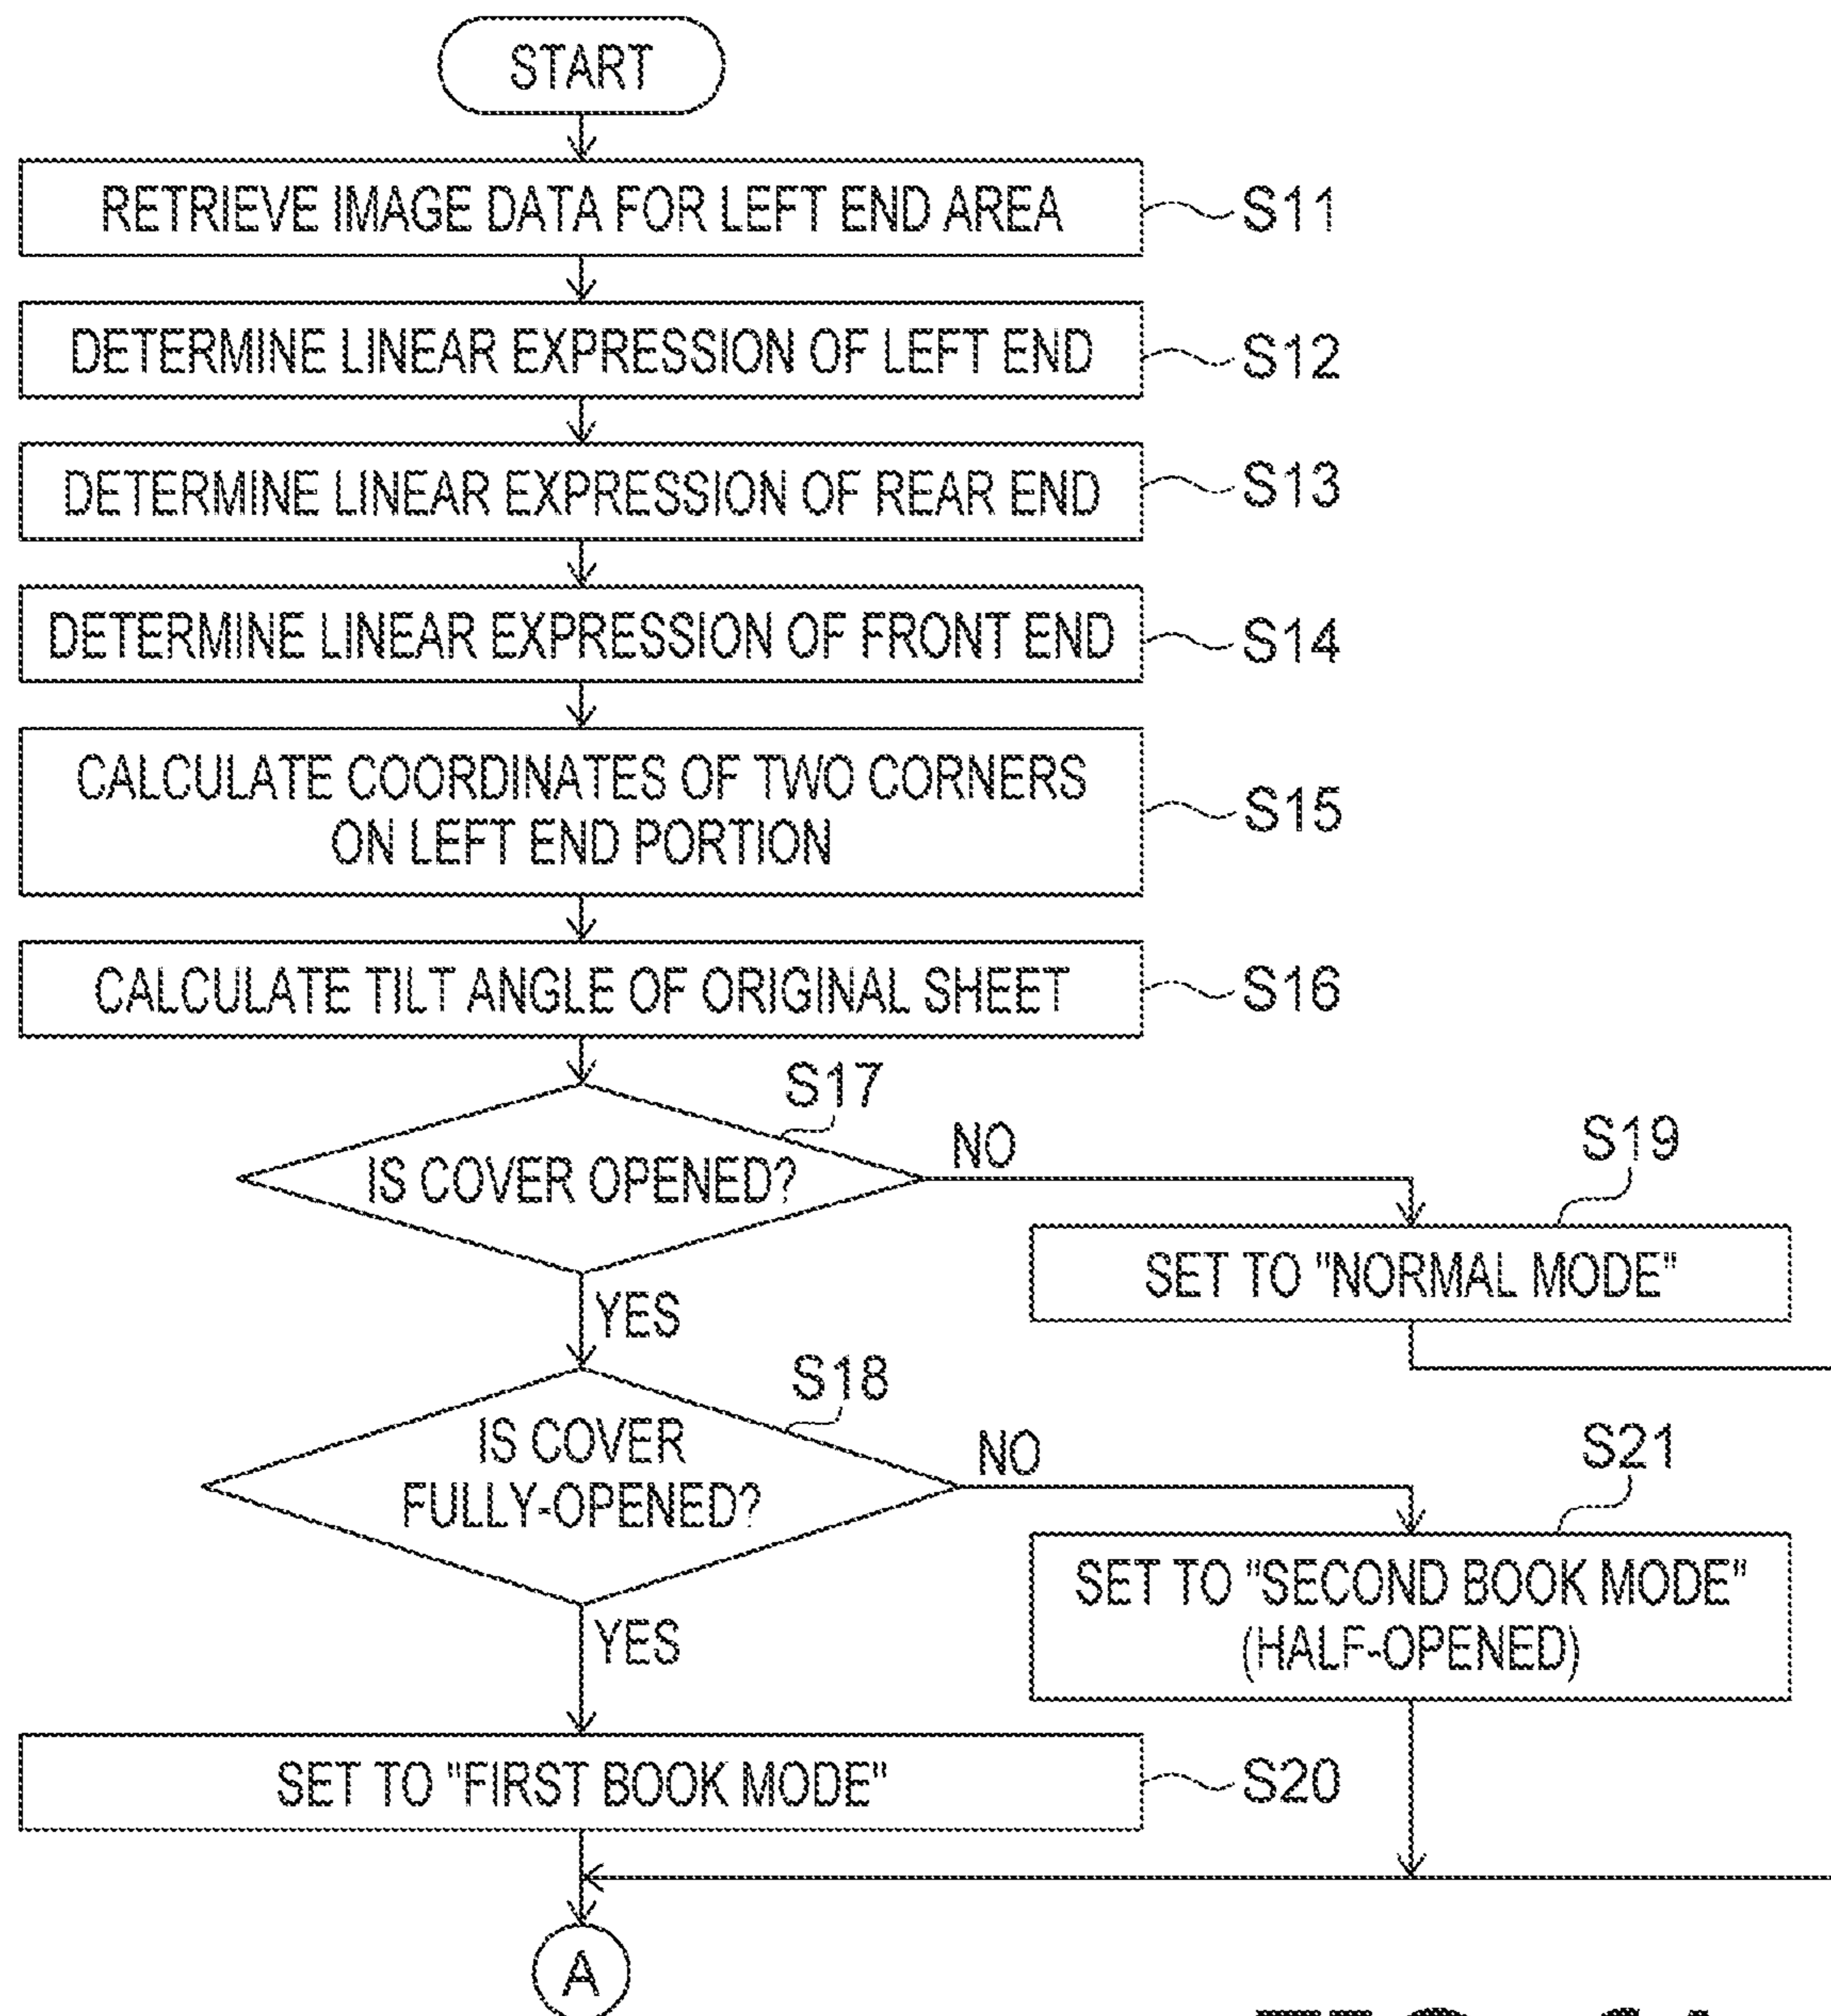 START
RETRIEVE IMAGE DATA FOR LEFT END AREA
S11
DETERMINE LINEAR EXPRESSION OF LEFT END
S12
DETERMINE LINEAR EXPRESSION OF REAR END
S13
DETERMINE LINEAR EXPRESSION OF FRONT END
S14
CALCULATE COORDINATES OF TWO CORNERS
ON LEFT END PORTION
S15
CALCULATE TILT ANGLE OF ORIGINAL SHEET
S16
S17
IS COVER OPENED?
NO
YES
S19
SET TO "NORMAL MODE"
S18
IS COVER
FULLY-OPENED?
NO
YES
S21
SET TO "SECOND BOOK MODE"
(HALF-OPENED)
SET TO "FIRST BOOK MODE"
S20
A